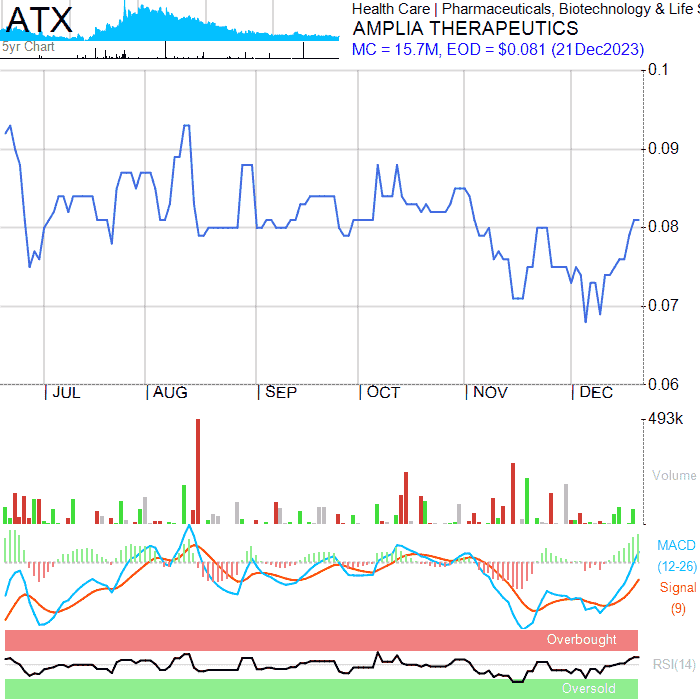 ATX
5yr Chart
Health Care | Pharmaceuticals, Biotechnology & Life S
AMPLIA THERAPEUTICS
MC = 15.7M, EOD = $0.081 (21Dec2023)
0.1
0.09
0.08
0.07
0.06
JUL AUG SEP OCT NOV DEC
493k
Volume
MACD
(12-26)
Signal
(9)
Overbought
RSI(14)
Oversold